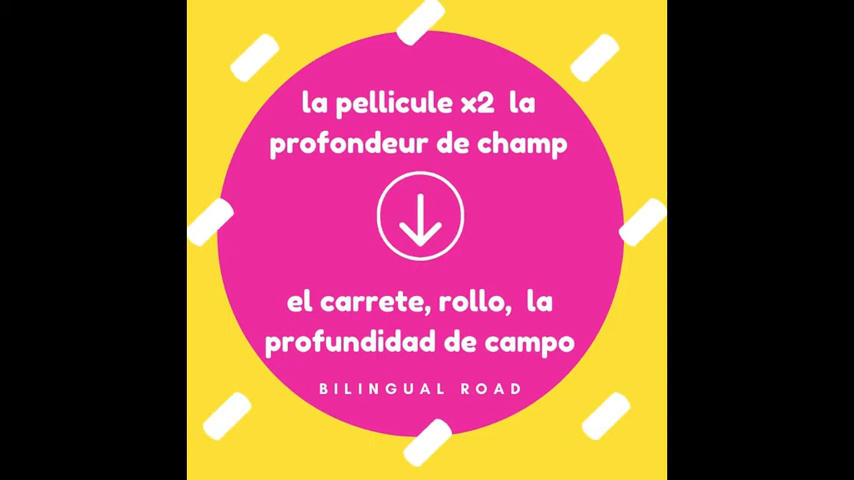 la pellicule x2 la
profondeur de champ
el carrete, rollo, la
profundidad de campo
BILINGUAL ROAD